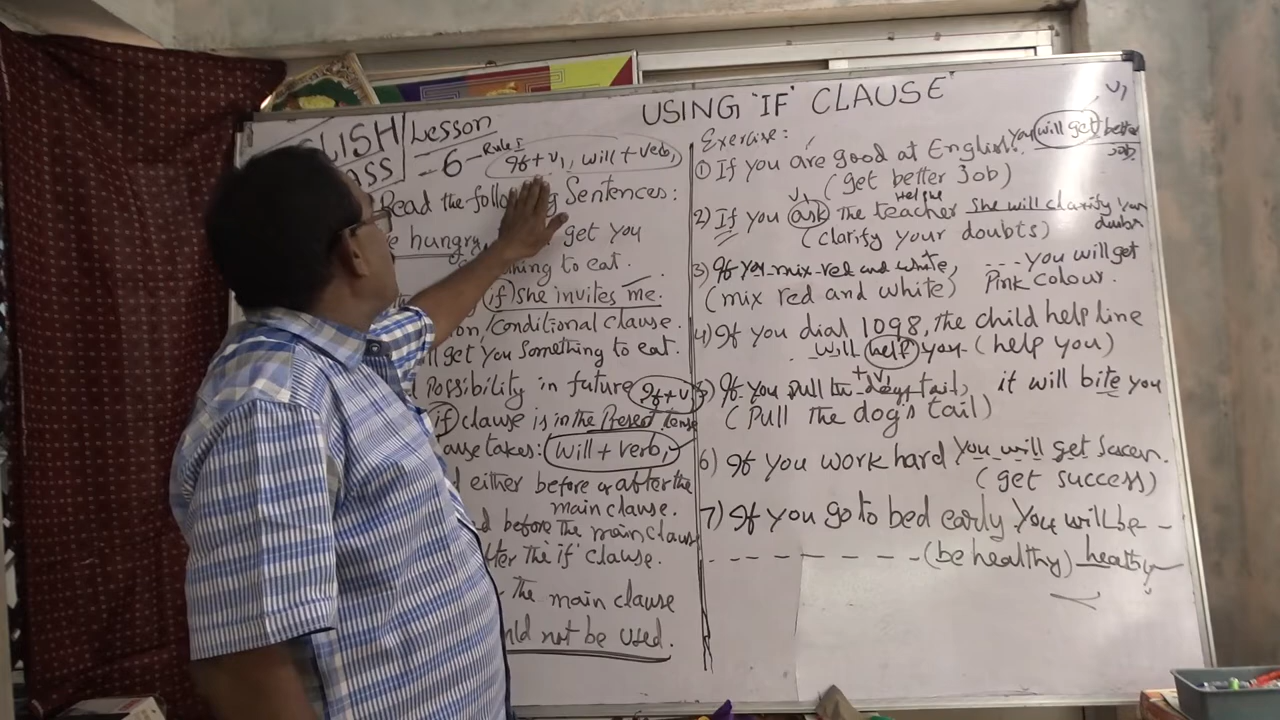 USING 'IF' CLAUSE
ENGLISH
CLASS
Lesson
- 6 - Rule I
If + V1, will + verb1
Read the following Sentences:
hungry, get you
to eat.
(if) she invites me.
Conditional clause.
get you something to eat.
possibility in future If + V1
if clause is in the Present tense
takes: will + verb1
either before or after the
main clause.
before the main clause
the 'if' clause.
The main clause
not be used.
Exercise:
V1
1) If you are good at English. you will get better
job.
(get better job)
V1 Help you
2) If you ask the teacher she will clarify your
doubts
(clarify your doubts)
3) If you mix red and white, --- you will get
(mix red and white) Pink colour.
4) If you dial 1098, the child help line
will help you. (help you)
+ V1
5) If you pull the dog's tail, it will bite you
(Pull the dog's tail)
6) If you work hard you will get Success.
(get success)
7) If you go to bed early you will be -
- - - - - - - - (be healthy) healthy